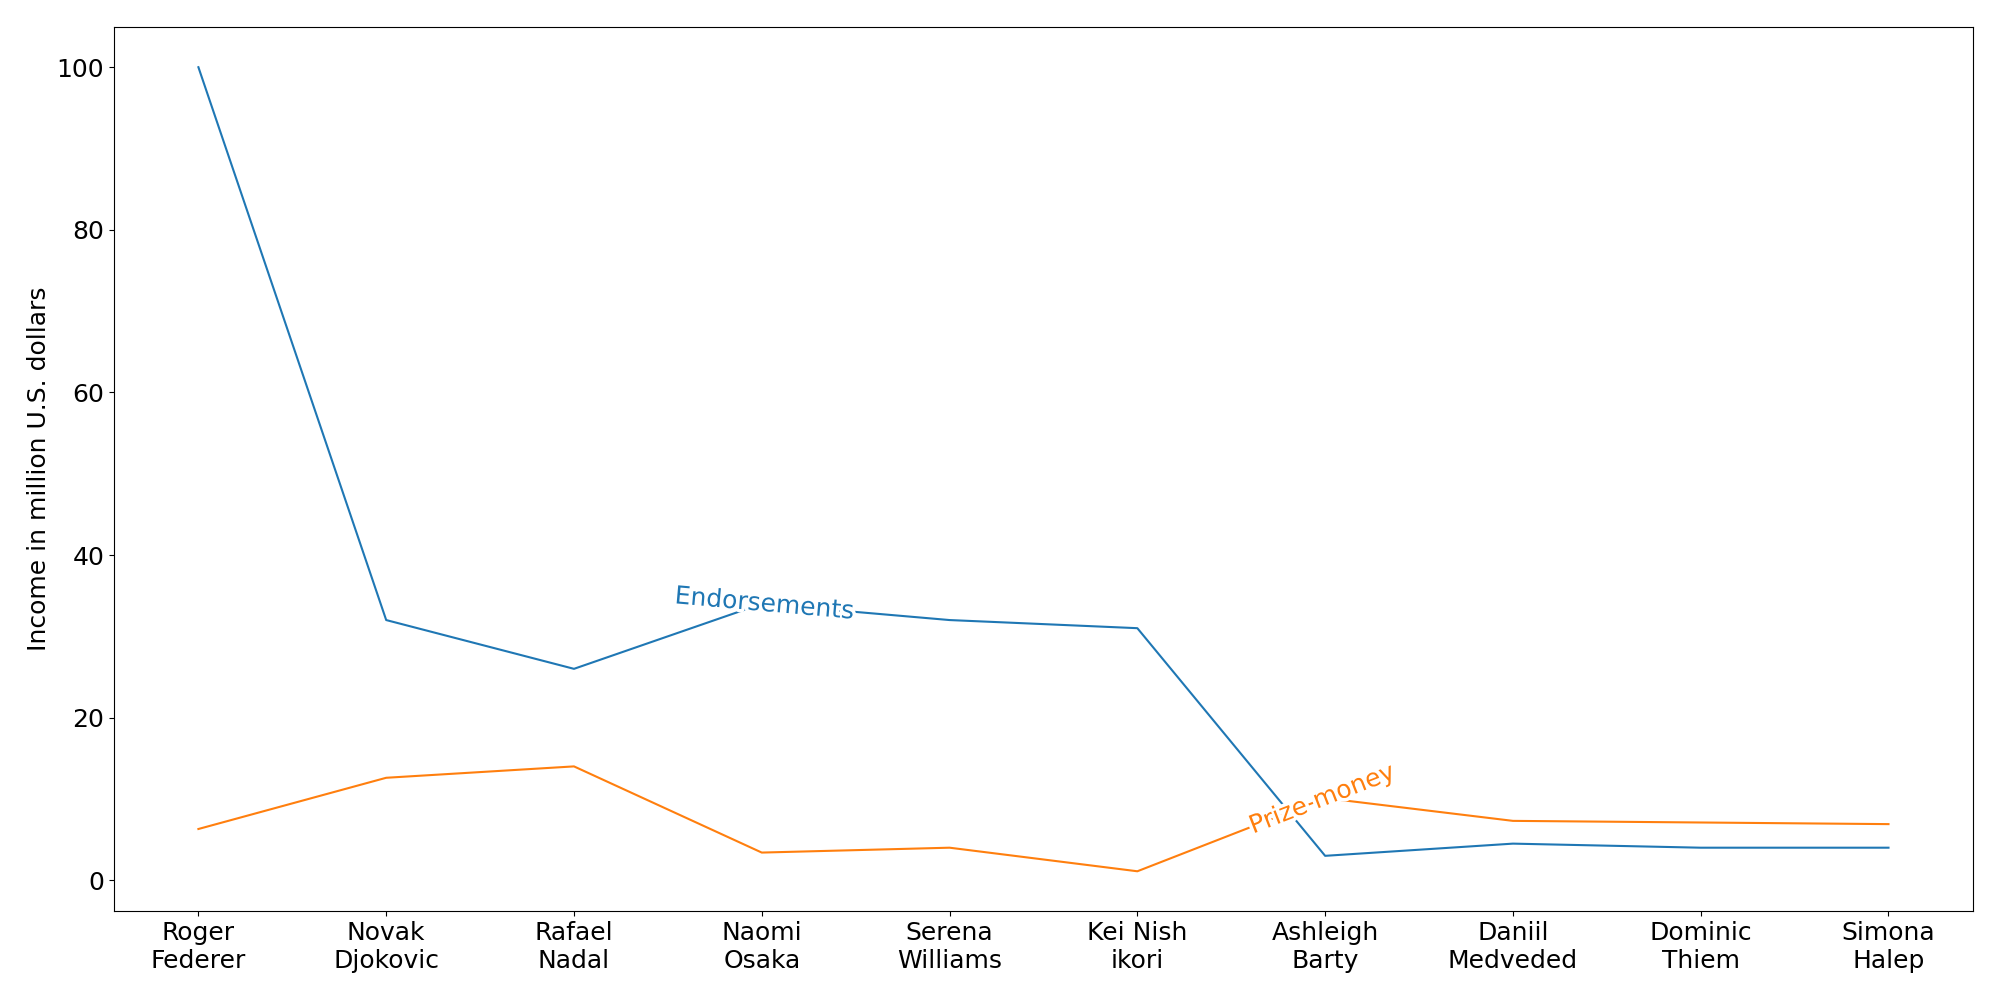 Income in million U.S. dollars
100
80
60
40
20
0
Endorsements
Prize-money
Roger
Federer
Novak
Djokovic
Rafael
Nadal
Naomi
Osaka
Serena
Williams
Kei Nish
ikori
Ashleigh
Barty
Daniil
Medveded
Dominic
Thiem
Simona
Halep